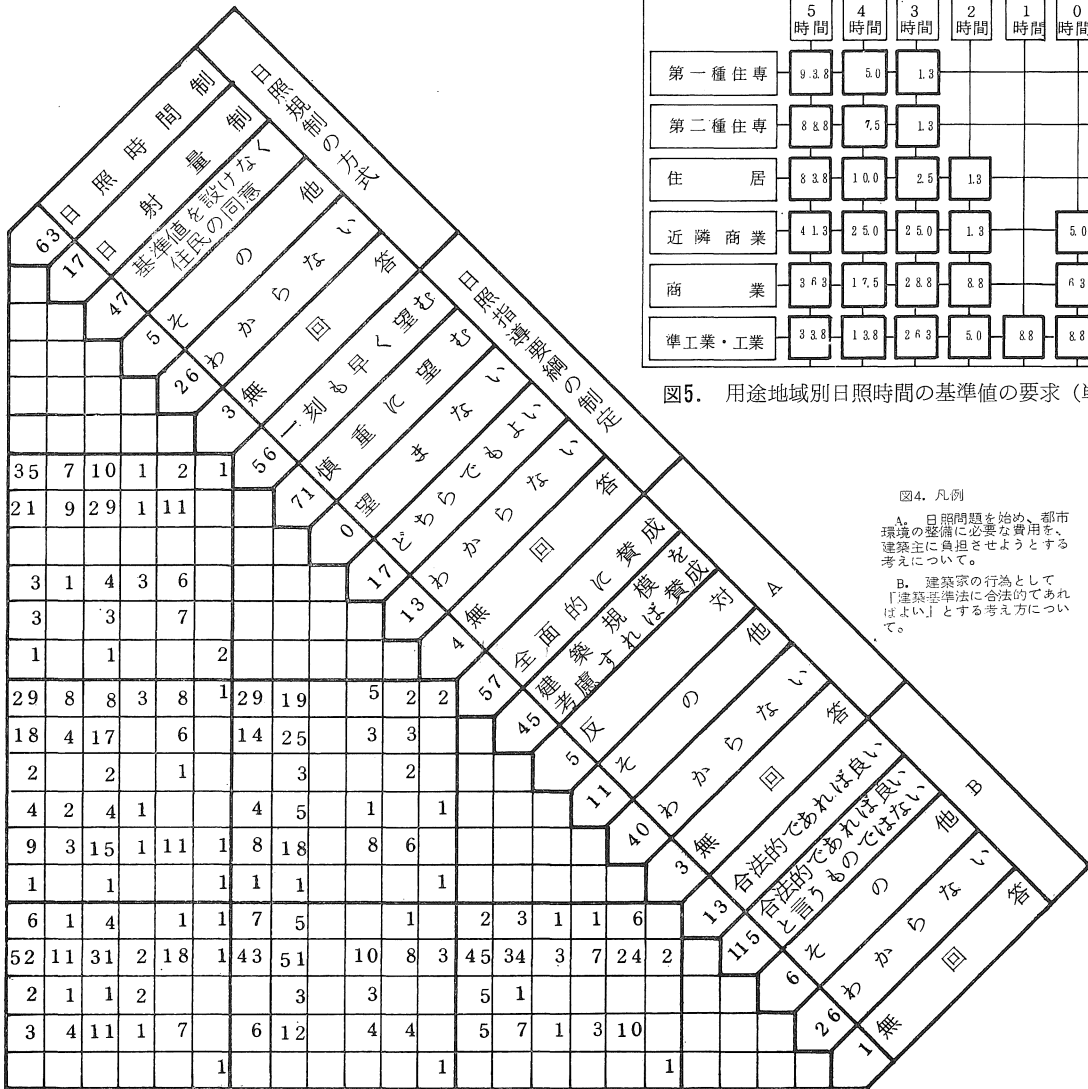 日照規制の方式
63 日照時間制
17 日射量制
47 基準値を設けなく住民の同意
5 その他
26 わからない
3 無回答
日照指導要綱の制定
56 一刻も早く望む
71 慎重に望む
0 望まない
17 どちらでもよい
13 わからない
4 無回答
A
57 全面的に賛成
45 建築規模を考慮すれば賛成
5 反対
11 その他
40 わからない
3 無回答
B
13 合法的であれば良い
115 合法的であれば良いと言うものではない
6 その他
26 わからない
1 無回答
35 7 10 1 2 1
21 9 29 1 11
3 1 4 3 6
3 3 7
1 1 2
29 8 8 3 8 1 29 19 5 2 2
18 4 17 6 14 25 3 3
2 2 1 3 2
4 2 4 1 4 5 1 1
9 3 15 1 11 1 8 18 8 6
1 1 1 1 1 1
6 1 4 1 1 7 5 1 2 3 1 1 6
52 11 31 2 18 1 43 51 10 8 3 45 34 3 7 24 2
2 1 1 2 3 3 5 1
3 4 11 1 7 6 12 4 4 5 7 1 3 10
1 1 1
5時間 4時間 3時間 2時間 1時間 0時間
第一種住専 93.8 5.0 1.3
第二種住専 88.8 7.5 1.3
住居 83.8 10.0 2.5 1.3
近隣商業 41.3 25.0 25.0 1.3 5.0
商業 36.3 17.5 28.8 8.8 6.3
準工業・工業 33.8 13.8 26.3 5.0 8.8 8.8
図5. 用途地域別日照時間の基準値の要求(
図4. 凡例
A. 日照問題を始め、都市
環境の整備に必要な費用を、
建築主に負担させようとする
考えについて。
B. 建築家の行為として
「建築基準法に合法的であれ
ばよい」とする考え方につい
て。